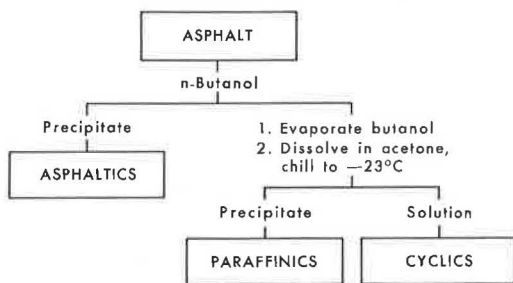 ASPHALT
n-Butanol
Precipitate
ASPHALTICS
1. Evaporate butanol
2. Dissolve in acetone,
chill to —23°C
Precipitate
Solution
PARAFFINICS
CYCLICS